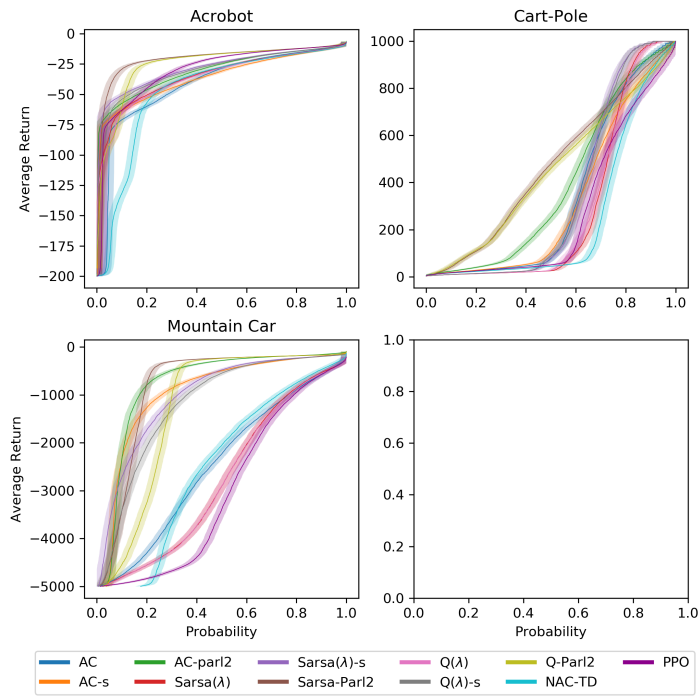 Acrobot
Average Return
0
−25
−50
−75
−100
−125
−150
−175
−200
0.0 0.2 0.4 0.6 0.8 1.0
Cart-Pole
1000
800
600
400
200
0
0.0 0.2 0.4 0.6 0.8 1.0
Mountain Car
Average Return
0
−1000
−2000
−3000
−4000
−5000
0.0 0.2 0.4 0.6 0.8 1.0
Probability
1.0
0.8
0.6
0.4
0.2
0.0
0.0 0.2 0.4 0.6 0.8 1.0
Probability
AC AC-parl2 Sarsa(λ)-s Q(λ) Q-Parl2 PPO
AC-s Sarsa(λ) Sarsa-Parl2 Q(λ)-s NAC-TD